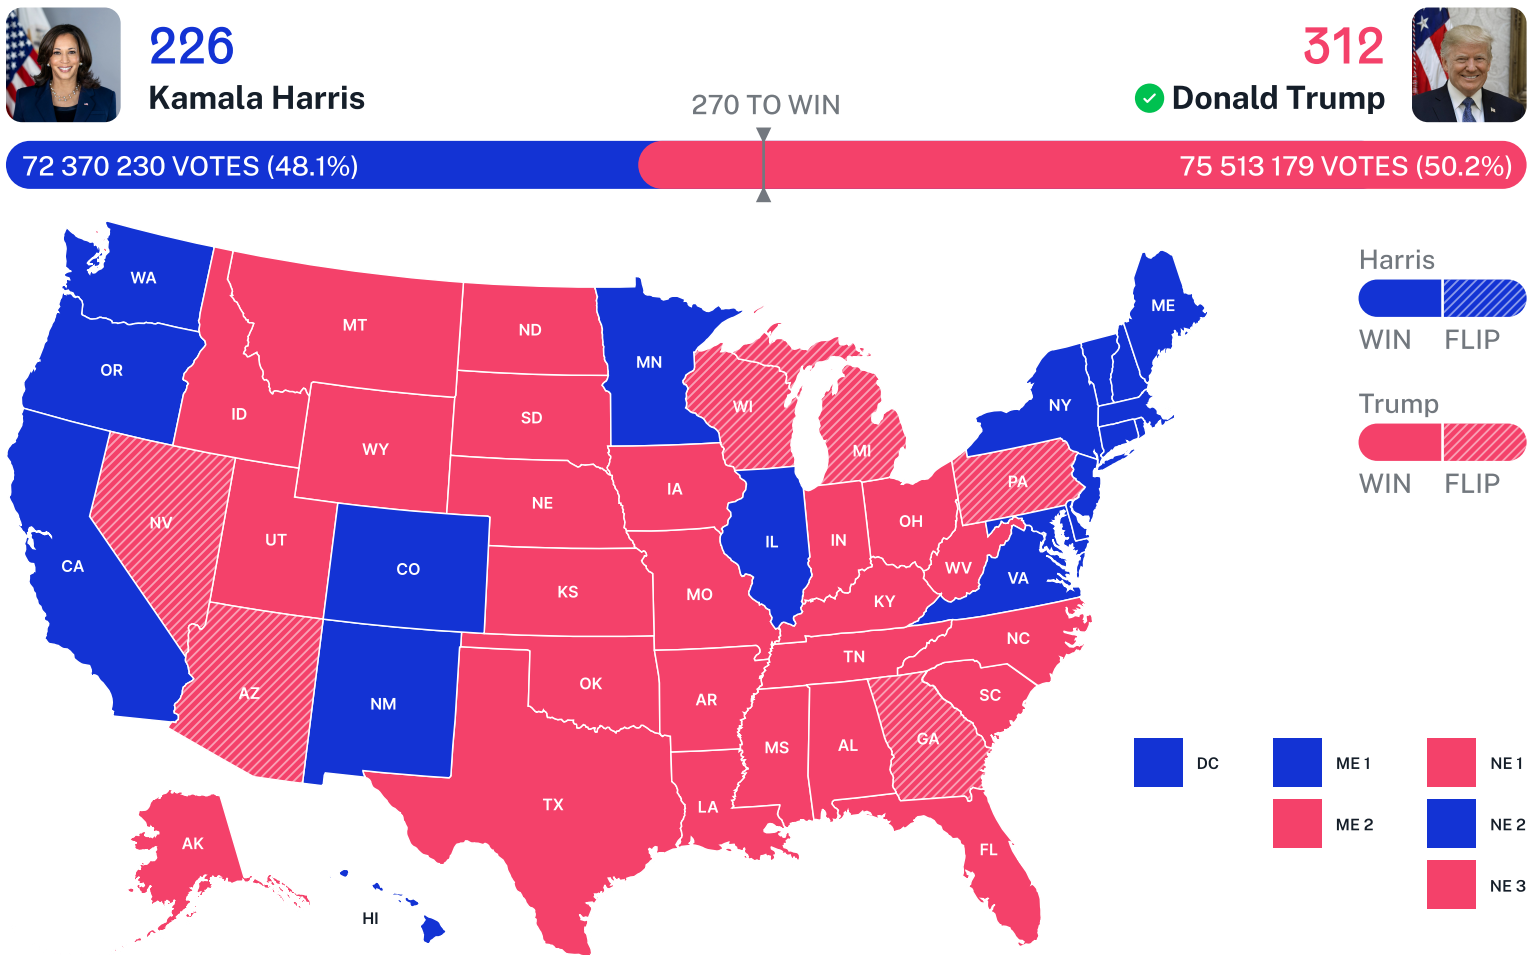 226
312
Kamala Harris
Donald Trump
270 TO WIN
72 370 230 VOTES (48.1%)
75 513 179 VOTES (50.2%)
Harris
WIN FLIP
Trump
WIN FLIP
WA
MT
ND
MN
ME
OR
ID
SD
WI
NY
WY
MI
NV
NE
IA
PA
UT
CO
IL
IN
OH
CA
KS
MO
WV
VA
KY
AZ
NM
OK
AR
TN
NC
SC
MS
AL
GA
TX
LA
FL
AK
HI
DC
ME 1
NE 1
ME 2
NE 2
NE 3